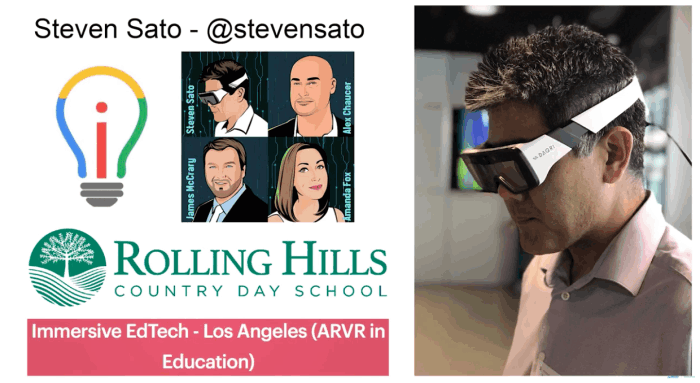 Steven Sato - @stevensato
Steven Sato
Alex Chaucer
James McCrary
Amanda Fox
ROLLING HILLS
COUNTRY DAY SCHOOL
Immersive EdTech - Los Angeles (ARVR in
Education)